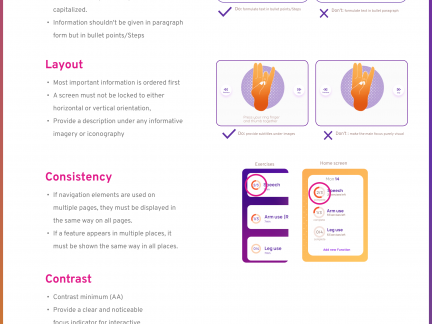 capitalized.
• Information shouldn't be given in paragraph
form but in bullet points/Steps
Do: formulate text in bullet points/Steps
Don't: formulate text in bullet paragraph
Layout
• Most important information is ordered first
• A screen must not be locked to either
horizontal or vertical orientation,
• Provide a description under any informative
imagery or iconography
Do: provide subtitles under images
Consistency
• If navigation elements are used on
multiple pages, they must be displayed in
the same way on all pages.
• If a feature appears in multiple places, it
must be shown the same way in all places.
Exercises
Speech
Arm use (R
Leg use
Home screen
Speech
Arm use
Leg use
Add new Function
Contrast
• Contrast minimum (AA)
• Provide a clear and noticeable
focus indicator for interactive